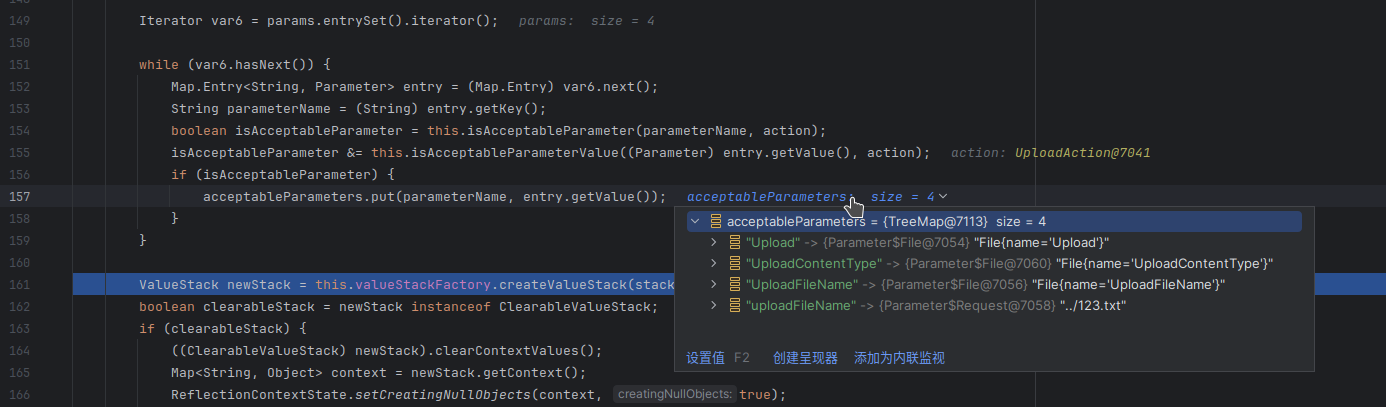 149 Iterator var6 = params.entrySet().iterator(); params: size = 4
150
151 while (var6.hasNext()) {
152 Map.Entry<String, Parameter> entry = (Map.Entry) var6.next();
153 String parameterName = (String) entry.getKey();
154 boolean isAcceptableParameter = this.isAcceptableParameter(parameterName, action);
155 isAcceptableParameter &= this.isAcceptableParameterValue((Parameter) entry.getValue(), action); action: UploadAction@7041
156 if (isAcceptableParameter) {
157 acceptableParameters.put(parameterName, entry.getValue()); acceptableParameters: size = 4
158 }
acceptableParameters = {TreeMap@7113} size = 4
159 }
"Upload" -> {Parameter$File@7054} "File{name='Upload'}"
160
"UploadContentType" -> {Parameter$File@7060} "File{name='UploadContentType'}"
161 ValueStack newStack = this.valueStackFactory.createValueStack(stack
"UploadFileName" -> {Parameter$File@7056} "File{name='UploadFileName'}"
162 boolean clearableStack = newStack instanceof ClearableValueStack;
"uploadFileName" -> {Parameter$Request@7058} "../123.txt"
163 if (clearableStack) {
164 ((ClearableValueStack) newStack).clearContextValues();
设置值 F2 创建呈现器 添加为内联监视
165 Map<String, Object> context = newStack.getContext();
166 ReflectionContextState.setCreatingNullObjects(context, creatingNullObjects: true);